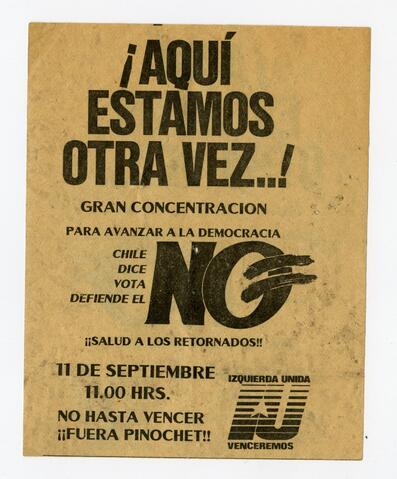 ¡AQUÍ
ESTAMOS
OTRA VEZ...!
GRAN CONCENTRACION
PARA AVANZAR A LA DEMOCRACIA
CHILE
DICE
VOTA
DEFIENDE EL
NO
¡¡SALUD A LOS RETORNADOS!!
11 DE SEPTIEMBRE
11.00 HRS.
NO HASTA VENCER
¡¡FUERA PINOCHET!!
IZQUIERDA UNIDA
IU
VENCEREMOS